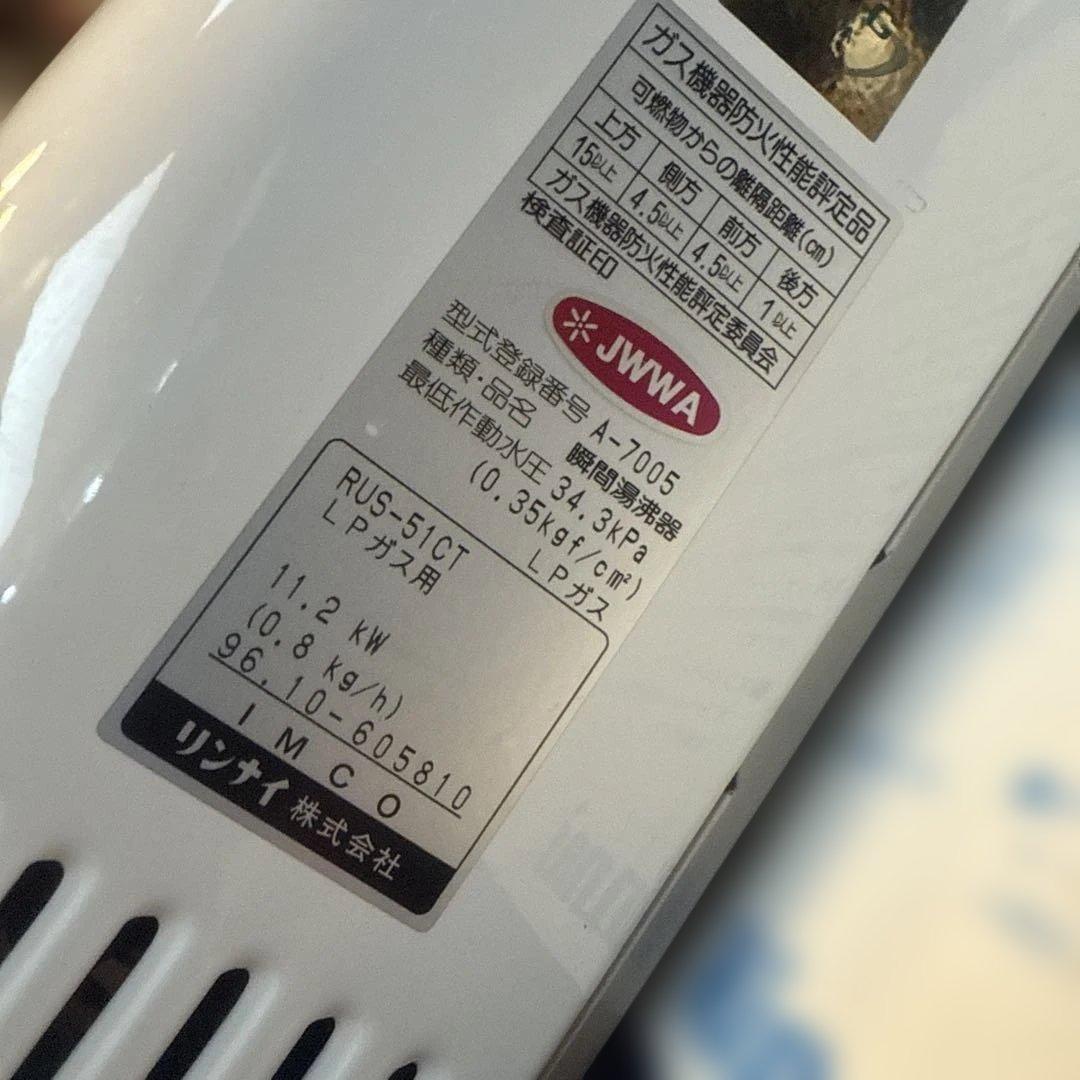 ガス機器防火性能評定品
可燃物からの離隔距離(cm)
上方 側方 前方 後方
15以上 4.5以上 4.5以上 1以上
ガス機器防火性能評定委員会
検査証印
JWWA
型式登録番号 A-7005
種類・品名 瞬間湯沸器
最低作動水圧 34.3kPa
(0.35kgf/cm²)
LPガス
RUS-51CT
LPガス用
11.2 kW
(0.8 kg/h)
96.10-605810
IMCO
リンナイ株式会社